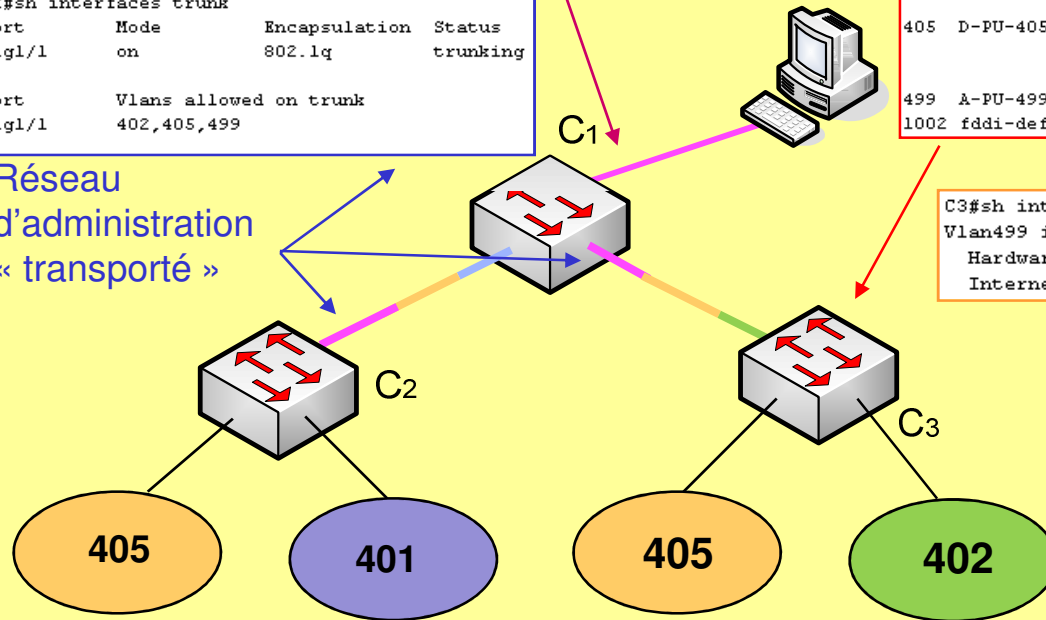 #sh interfaces trunk
ort Mode Encapsulation Status
gl/1 on 802.1q trunking
ort Vlans allowed on trunk
gl/1 402,405,499
405 D-PU-405
499 A-PU-499
1002 fddi-def
C1
Réseau
d'administration
« transporté »
C3#sh int
Vlan499 i
Hardwar
Interne
C2
C3
405
401
405
402